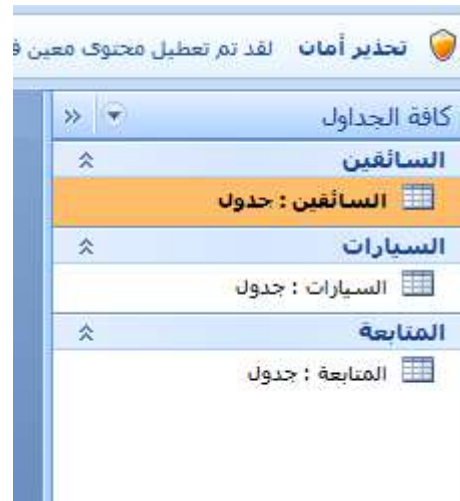 تحذير أمان لقد تم تعطيل محتوى معين
كافة الجداول
السائقين
السائقين : جدول
السيارات
السيارات : جدول
المتابعة
المتابعة : جدول